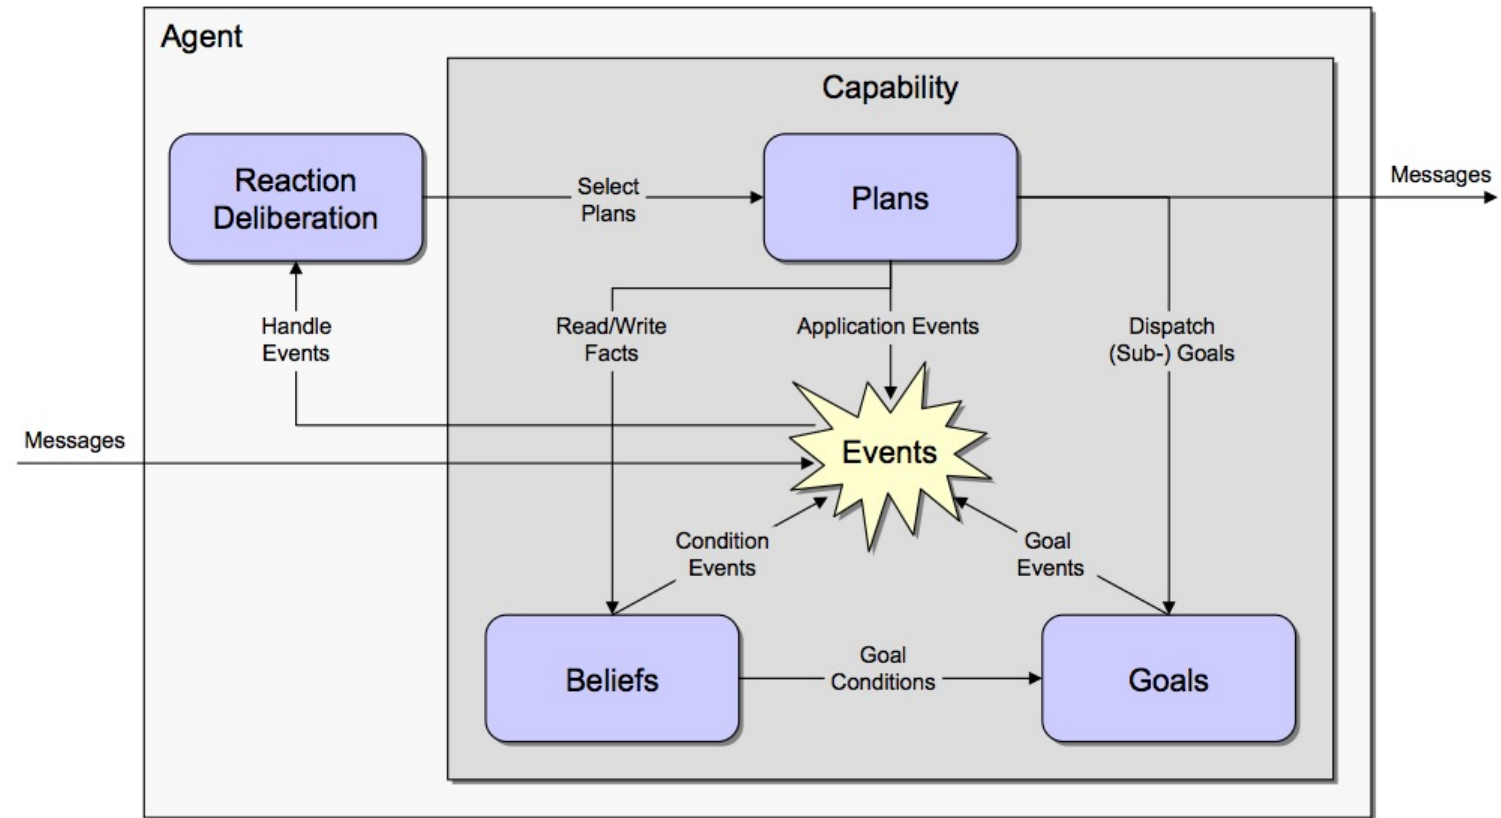 Agent
Capability
Reaction
Deliberation
Select
Plans
Plans
Messages
Handle
Events
Read/Write
Facts
Application Events
Dispatch
(Sub-) Goals
Messages
Events
Condition
Events
Goal
Events
Beliefs
Goal
Conditions
Goals